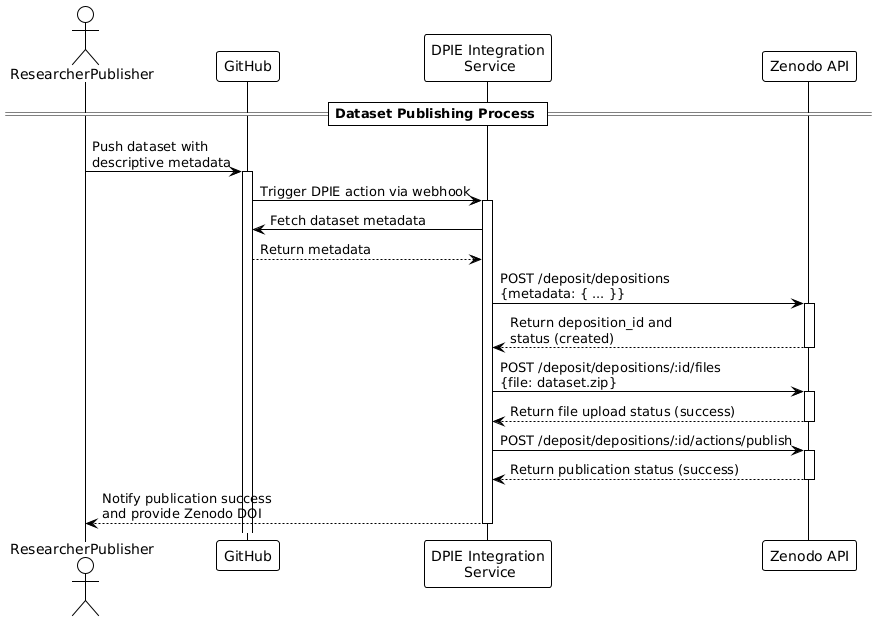 ResearcherPublisher
GitHub
DPIE Integration
Service
Zenodo API
Dataset Publishing Process
Push dataset with
descriptive metadata
Trigger DPIE action via webhook
Fetch dataset metadata
Return metadata
POST /deposit/depositions
{metadata: { ... }}
Return deposition_id and
status (created)
POST /deposit/depositions/:id/files
{file: dataset.zip}
Return file upload status (success)
POST /deposit/depositions/:id/actions/publish
Return publication status (success)
Notify publication success
and provide Zenodo DOI
ResearcherPublisher
GitHub
DPIE Integration
Service
Zenodo API